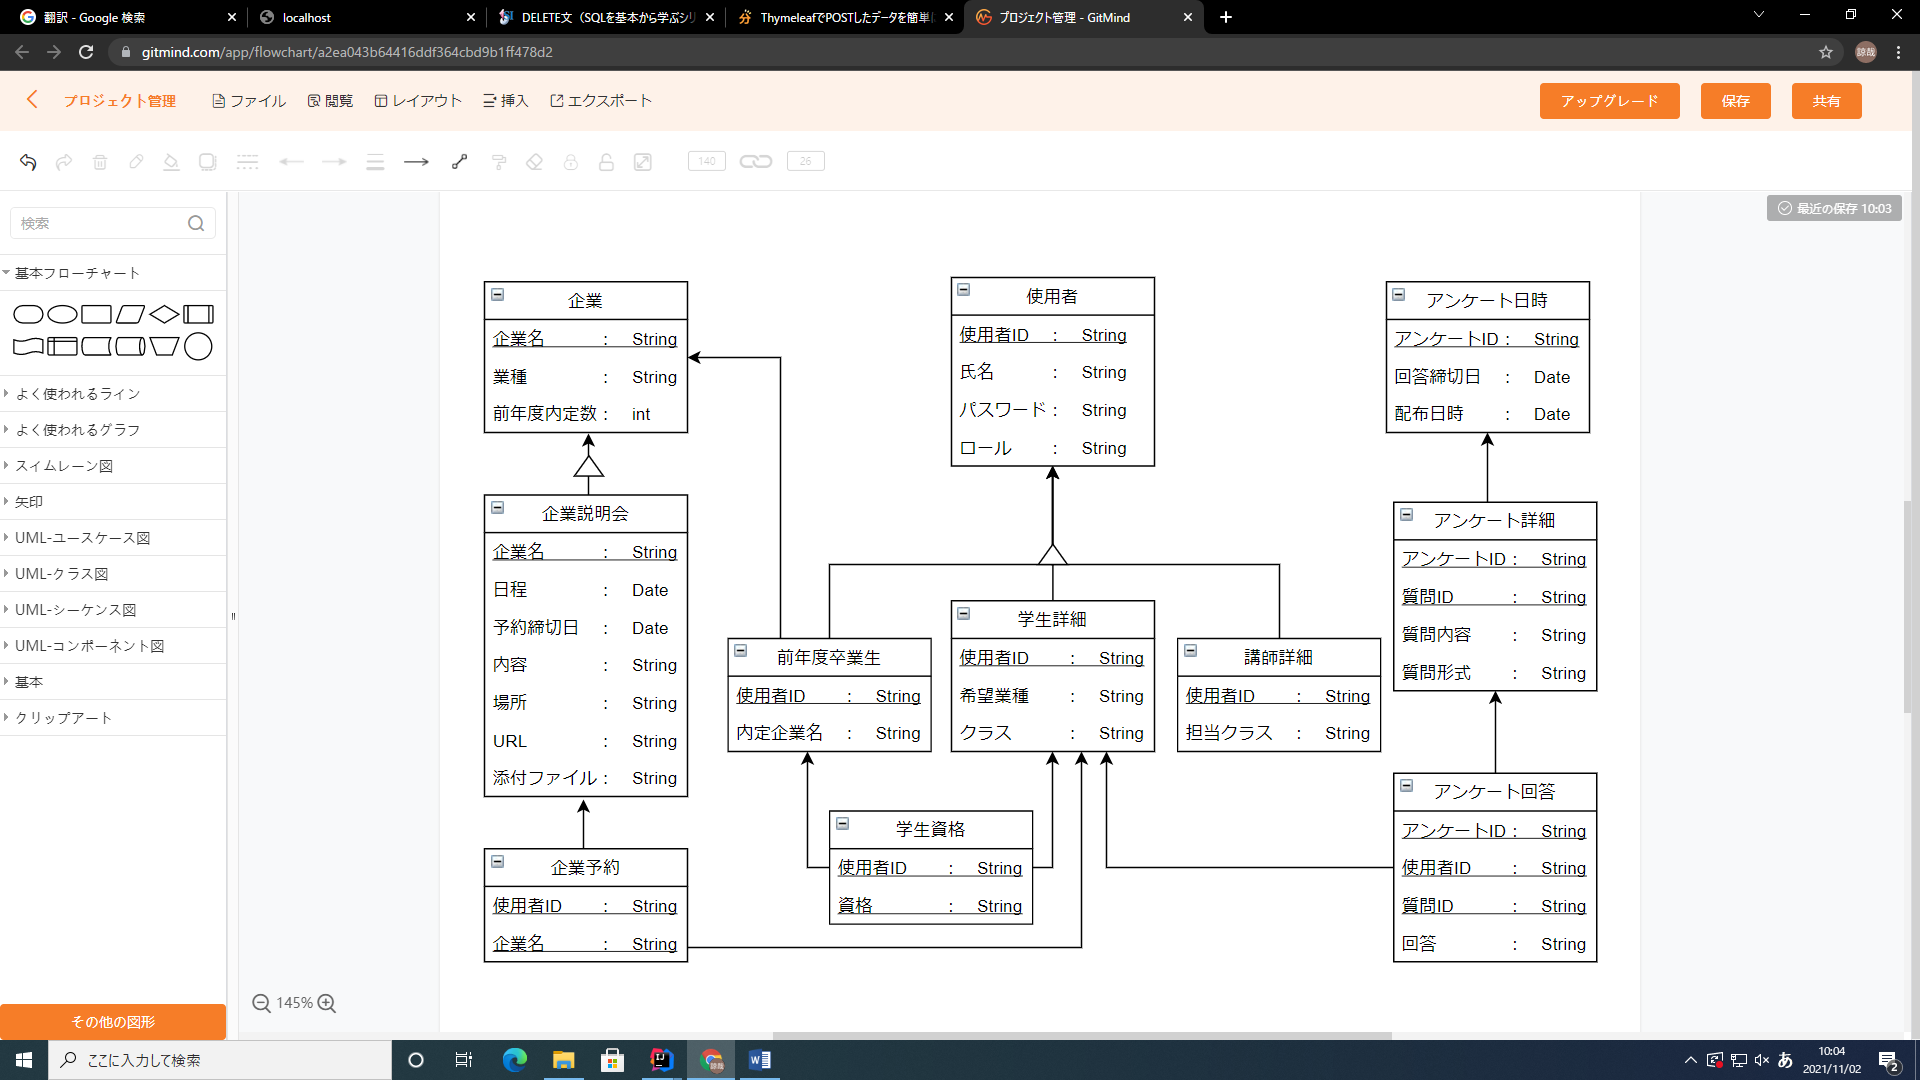 翻訳 - Google 検索
localhost
DELETE文（SQLを基本から学ぶシリ
ThymeleafでPOSTしたデータを簡単に
プロジェクト管理 - GitMind
gitmind.com/app/flowchart/a2ea043b64416ddf364cbd9b1ff478d2
プロジェクト管理
ファイル
閲覧
レイアウト
挿入
エクスポート
アップグレード
保存
共有
140
26
最近の保存 10:03
検索
基本フローチャート
よく使われるライン
よく使われるグラフ
スイムレーン図
矢印
UML-ユースケース図
UML-クラス図
UML-シーケンス図
UML-コンポーネント図
基本
クリップアート
その他の図形
145%
企業
企業名 : String
業種 : String
前年度内定数 : int
企業説明会
企業名 : String
日程 : Date
予約締切日 : Date
内容 : String
場所 : String
URL : String
添付ファイル : String
企業予約
使用者ID : String
企業名 : String
使用者
使用者ID : String
氏名 : String
パスワード : String
ロール : String
前年度卒業生
使用者ID : String
内定企業名 : String
学生詳細
使用者ID : String
希望業種 : String
クラス : String
講師詳細
使用者ID : String
担当クラス : String
学生資格
使用者ID : String
資格 : String
アンケート日時
アンケートID : String
回答締切日 : Date
配布日時 : Date
アンケート詳細
アンケートID : String
質問ID : String
質問内容 : String
質問形式 : String
アンケート回答
アンケートID : String
使用者ID : String
質問ID : String
回答 : String
ここに入力して検索
あ
10:04
2021/11/02
2